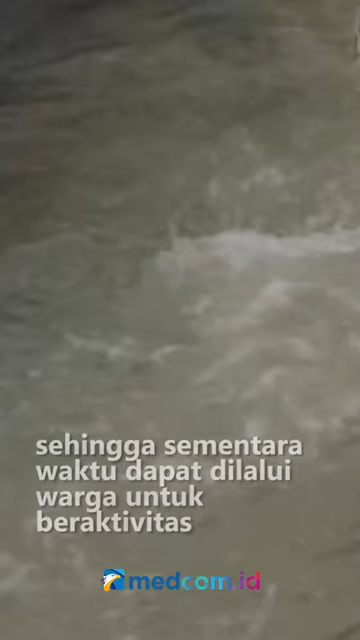 sehingga sementara
waktu dapat dilalui
warga untuk
beraktivitas
medcom.id